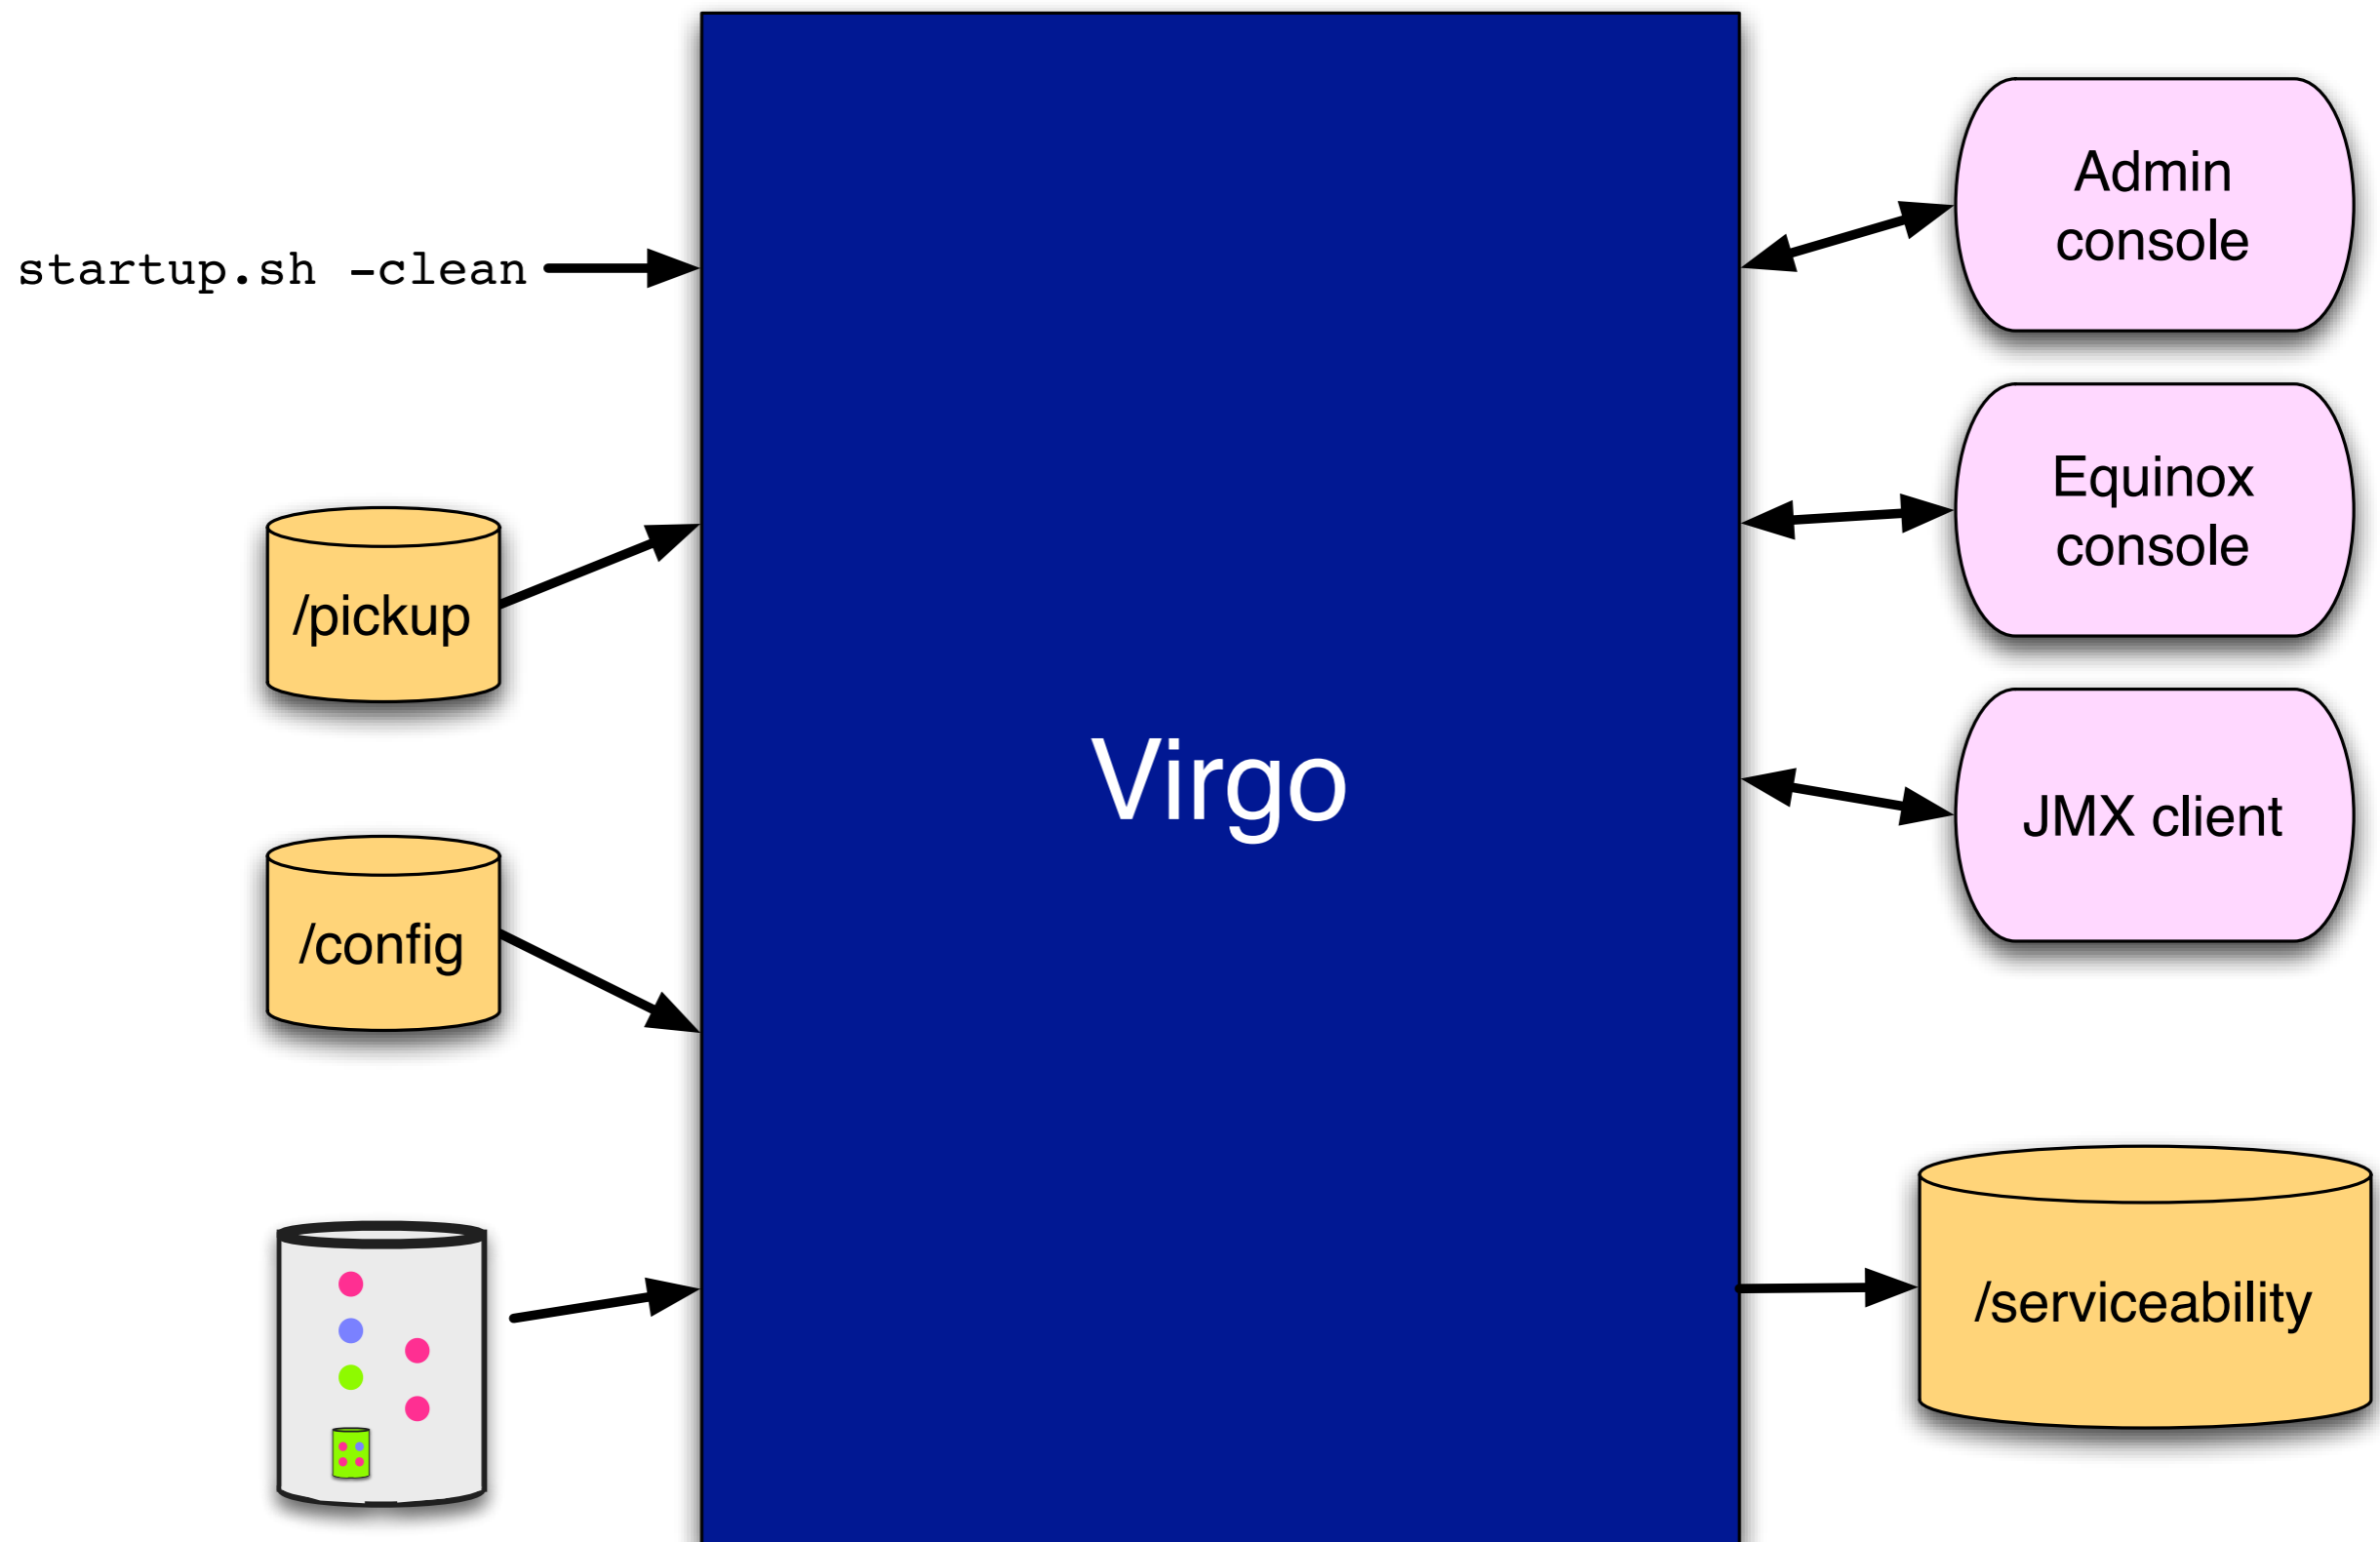 startup.sh -clean
/pickup
/config
Virgo
Admin
console
Equinox
console
JMX client
/serviceability